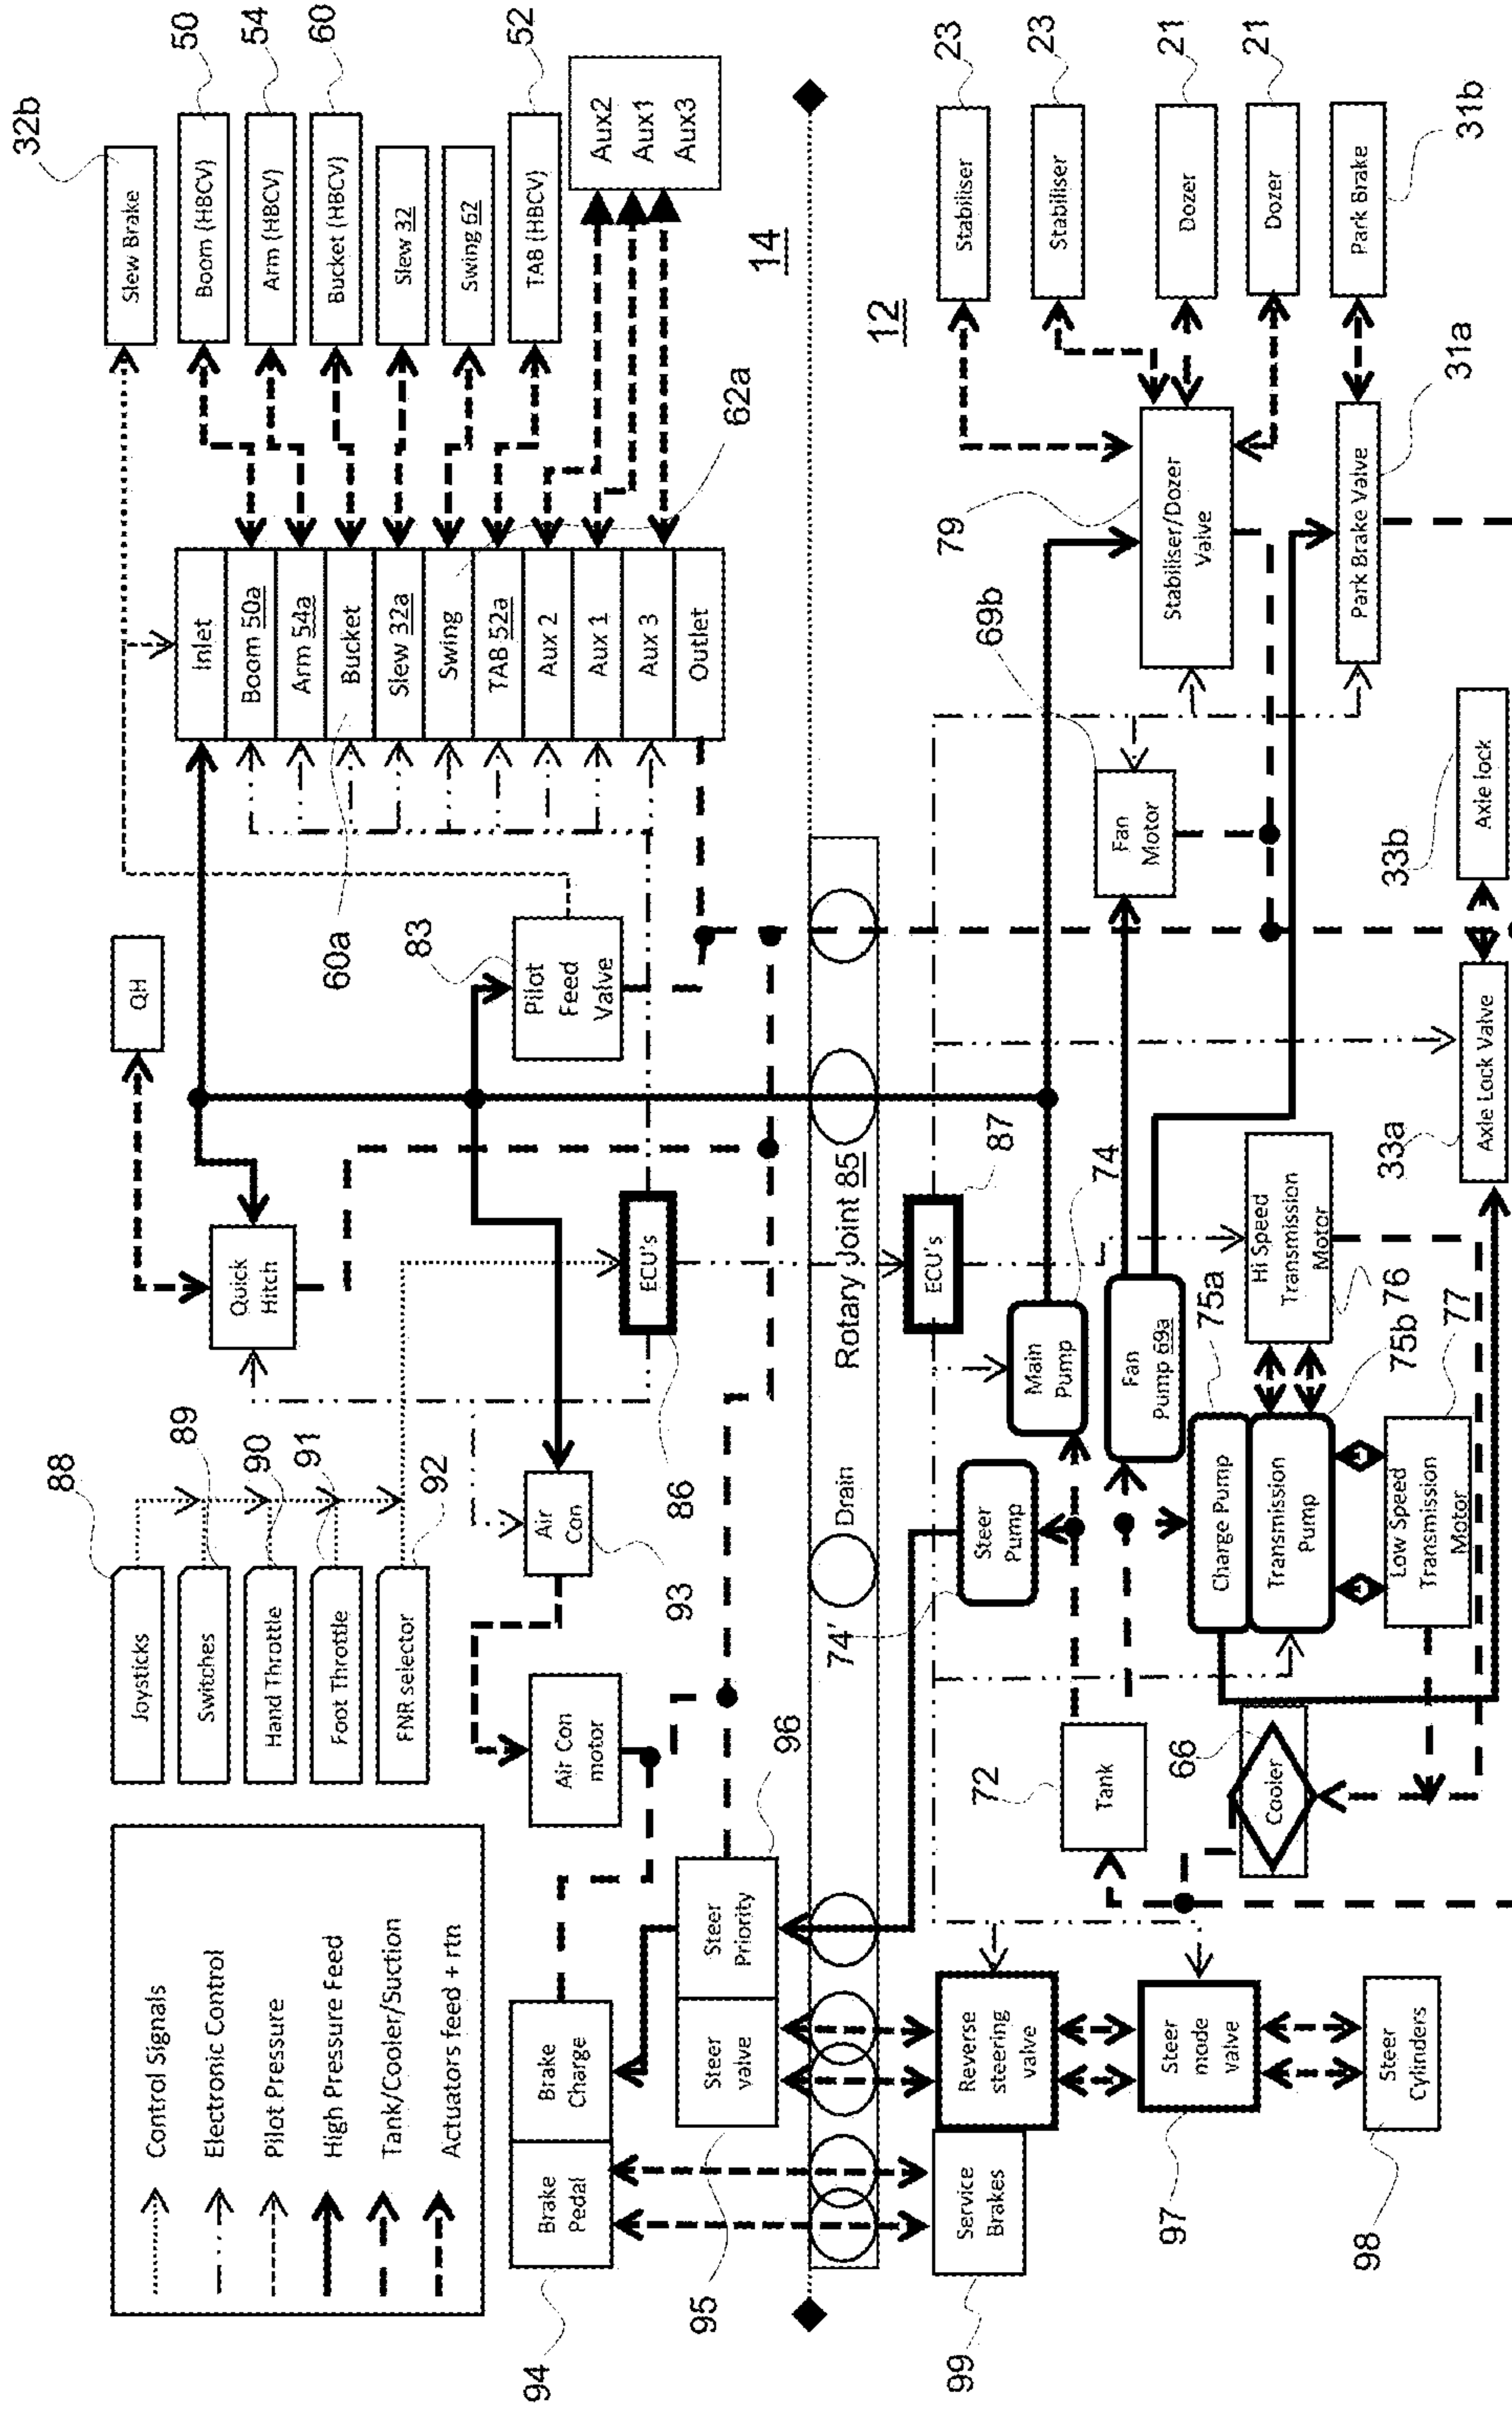 Control Signals
Electronic Control
Pilot Pressure
High Pressure Feed
Tank/Cooler/Suction
Actuators feed + rtn
Joysticks
88
Switches
89
Hand Throttle
90
Foot Throttle
91
FNR selector
92
Quick
Hitch
QH
Air
Con
93
Air Con
motor
ECU's
86
Pilot
Feed
Valve
83
60a
Inlet
Boom 50a
Arm 54a
Bucket
Slew 32a
Swing
TAB 52a
Aux 2
Aux 1
Aux 3
Outlet
62a
32b
Slew Brake
Boom (HBCV)
50
Arm (HBCV)
54
Bucket (HBCV)
60
Slew 32
Swing 62
TAB (HBCV)
52
Aux2
Aux1
Aux3
14
Brake
Pedal
Brake
Charge
94
Steer
valve
Steer
Priority
95
96
Drain
Rotary Joint 85
12
99
Service
Brakes
Reverse
steering
valve
Steer
mode
valve
97
Steer
Cylinders
98
72
Tank
66
Cooler
74'
Steer
Pump
Main
Pump
74
ECU's
87
Fan
Pump 69a
Charge Pump
75a
Transmission
Pump
75b
Low Speed
Transmission
Motor
77
Hi Speed
Transmission
Motor
76
Fan
Motor
69b
79
Stabiliser/Dozer
Valve
Park Brake Valve
31a
Axle Lock Valve
33a
Axle lock
33b
Stabiliser
23
Stabiliser
23
Dozer
21
Dozer
21
Park Brake
31b